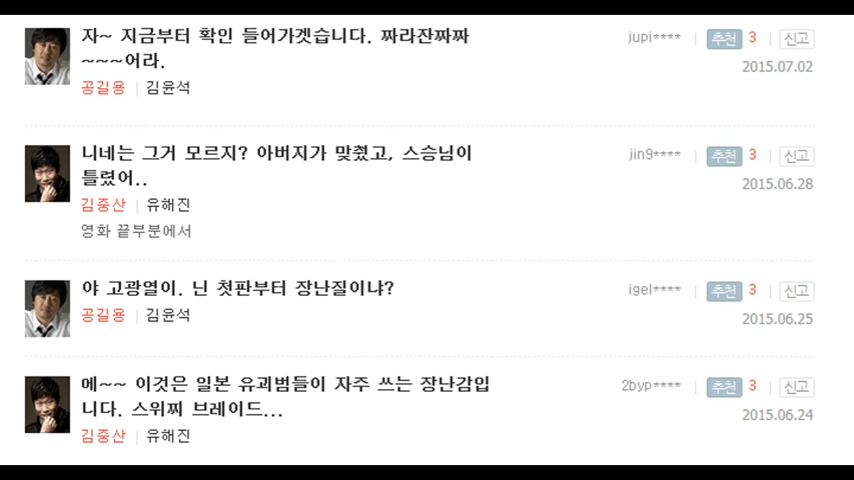 자~ 지금부터 확인 들어가겟습니다. 짜라잔짜짜
~~~어라.
공길용 | 김윤석
jupi**** | 추천 3 | 신고
2015.07.02
니네는 그거 모르지? 아버지가 맞췄고, 스승님이
틀렸어..
김중산 | 유해진
영화 끝부분에서
jin9**** | 추천 3 | 신고
2015.06.28
야 고광열이. 넌 첫판부터 장난질이냐?
공길용 | 김윤석
igel**** | 추천 3 | 신고
2015.06.25
에~~ 이것은 일본 유괴범들이 자주 쓰는 장난감입
니다. 스위찌 브레이드...
김중산 | 유해진
2byp**** | 추천 3 | 신고
2015.06.24